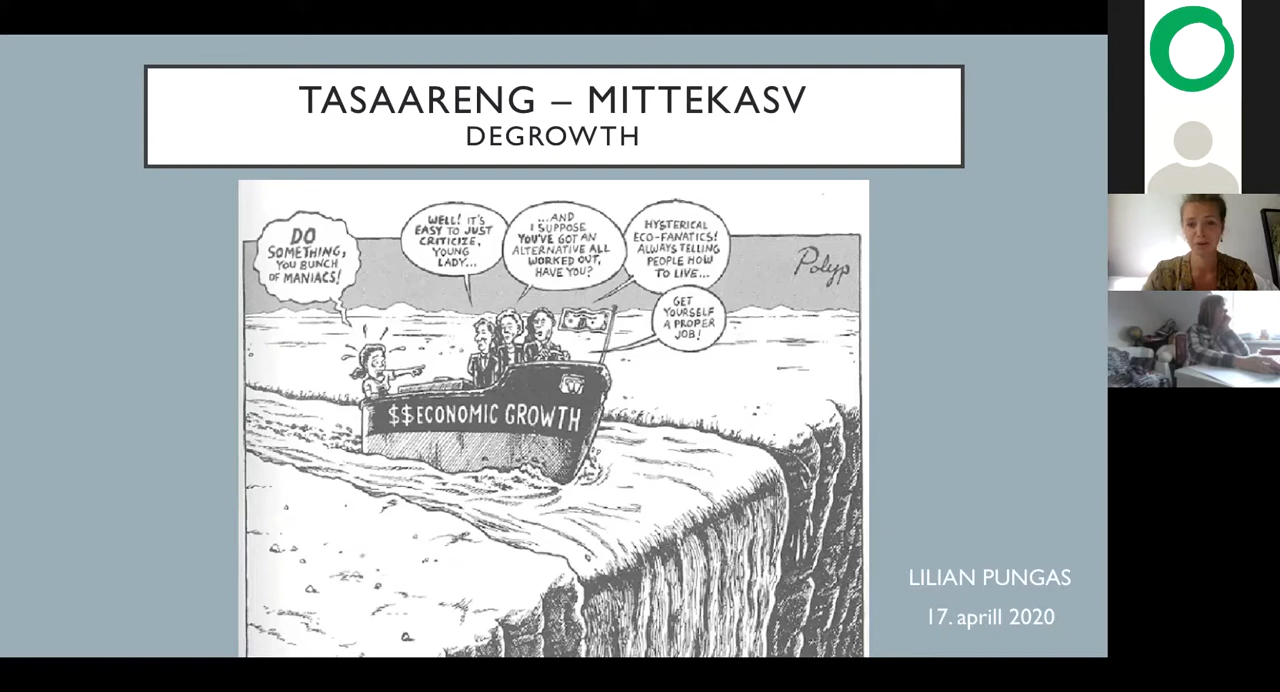 TASAARENG – MITTEKASV
DEGROWTH
DO
SOMETHING,
YOU BUNCH
OF MANIACS!
WELL! IT'S
EASY TO JUST
CRITICIZE,
YOUNG
LADY...
...AND
I SUPPOSE
YOU'VE GOT AN
ALTERNATIVE ALL
WORKED OUT,
HAVE YOU?
HYSTERICAL
ECO-FANATICS!
ALWAYS TELLING
PEOPLE HOW
TO LIVE...
Polyp
GET
YOURSELF
A PROPER
JOB!
$$ECONOMIC GROWTH
LILIAN PUNGAS
17. aprill 2020